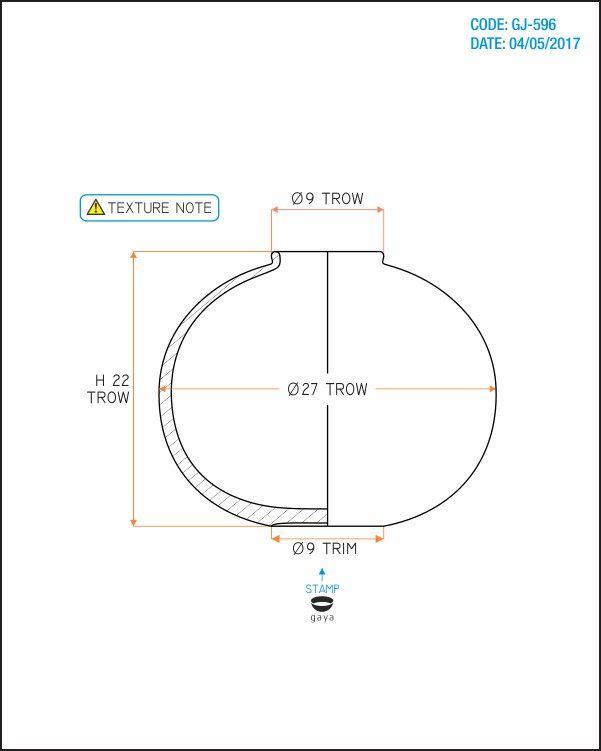 CODE: GJ-596
DATE: 04/05/2017
Ø9 TROW
TEXTURE NOTE
H 22
TROW
Ø27 TROW
Ø9 TRIM
STAMP
gaya